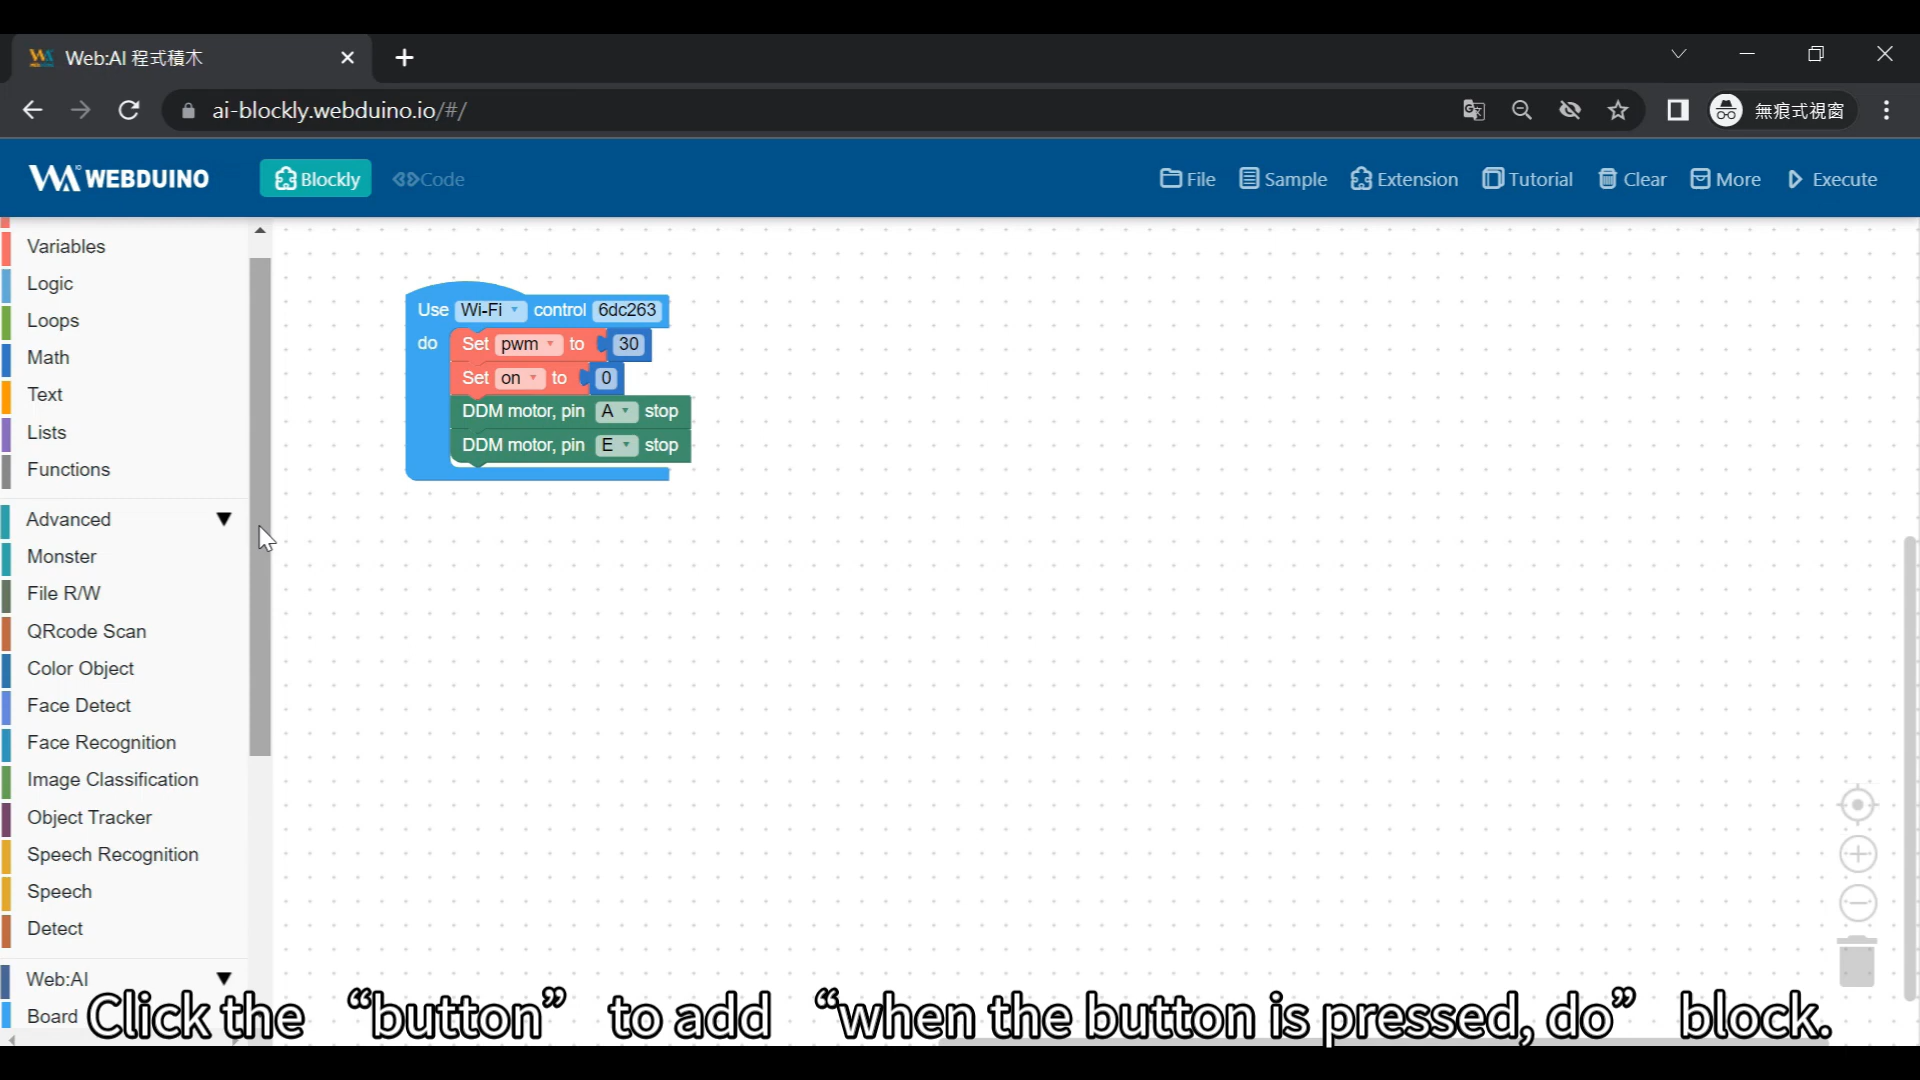 Web:AI 程式積木
ai-blockly.webduino.io/#/
無痕式視窗
WEBDUINO
Blockly
Code
File
Sample
Extension
Tutorial
Clear
More
Execute
Variables
Logic
Loops
Math
Text
Lists
Functions
Advanced
Monster
File R/W
QRcode Scan
Color Object
Face Detect
Face Recognition
Image Classification
Object Tracker
Speech Recognition
Speech
Detect
Web:AI
Board
Use Wi-Fi control 6dc263
do Set pwm to 30
Set on to 0
DDM motor, pin A stop
DDM motor, pin E stop
Click the “button” to add “when the button is pressed, do” block.